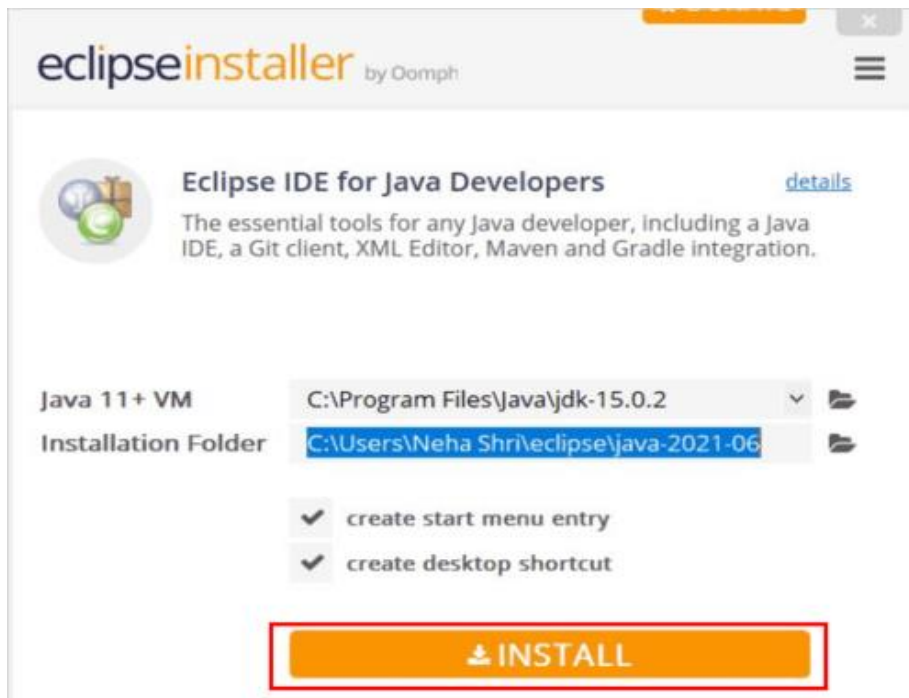 eclipseinstaller by Oomph
Eclipse IDE for Java Developers
details
The essential tools for any Java developer, including a Java
IDE, a Git client, XML Editor, Maven and Gradle integration.
Java 11+ VM
C:\Program Files\Java\jdk-15.0.2
Installation Folder
C:\Users\Neha Shri\eclipse\java-2021-06
create start menu entry
create desktop shortcut
INSTALL